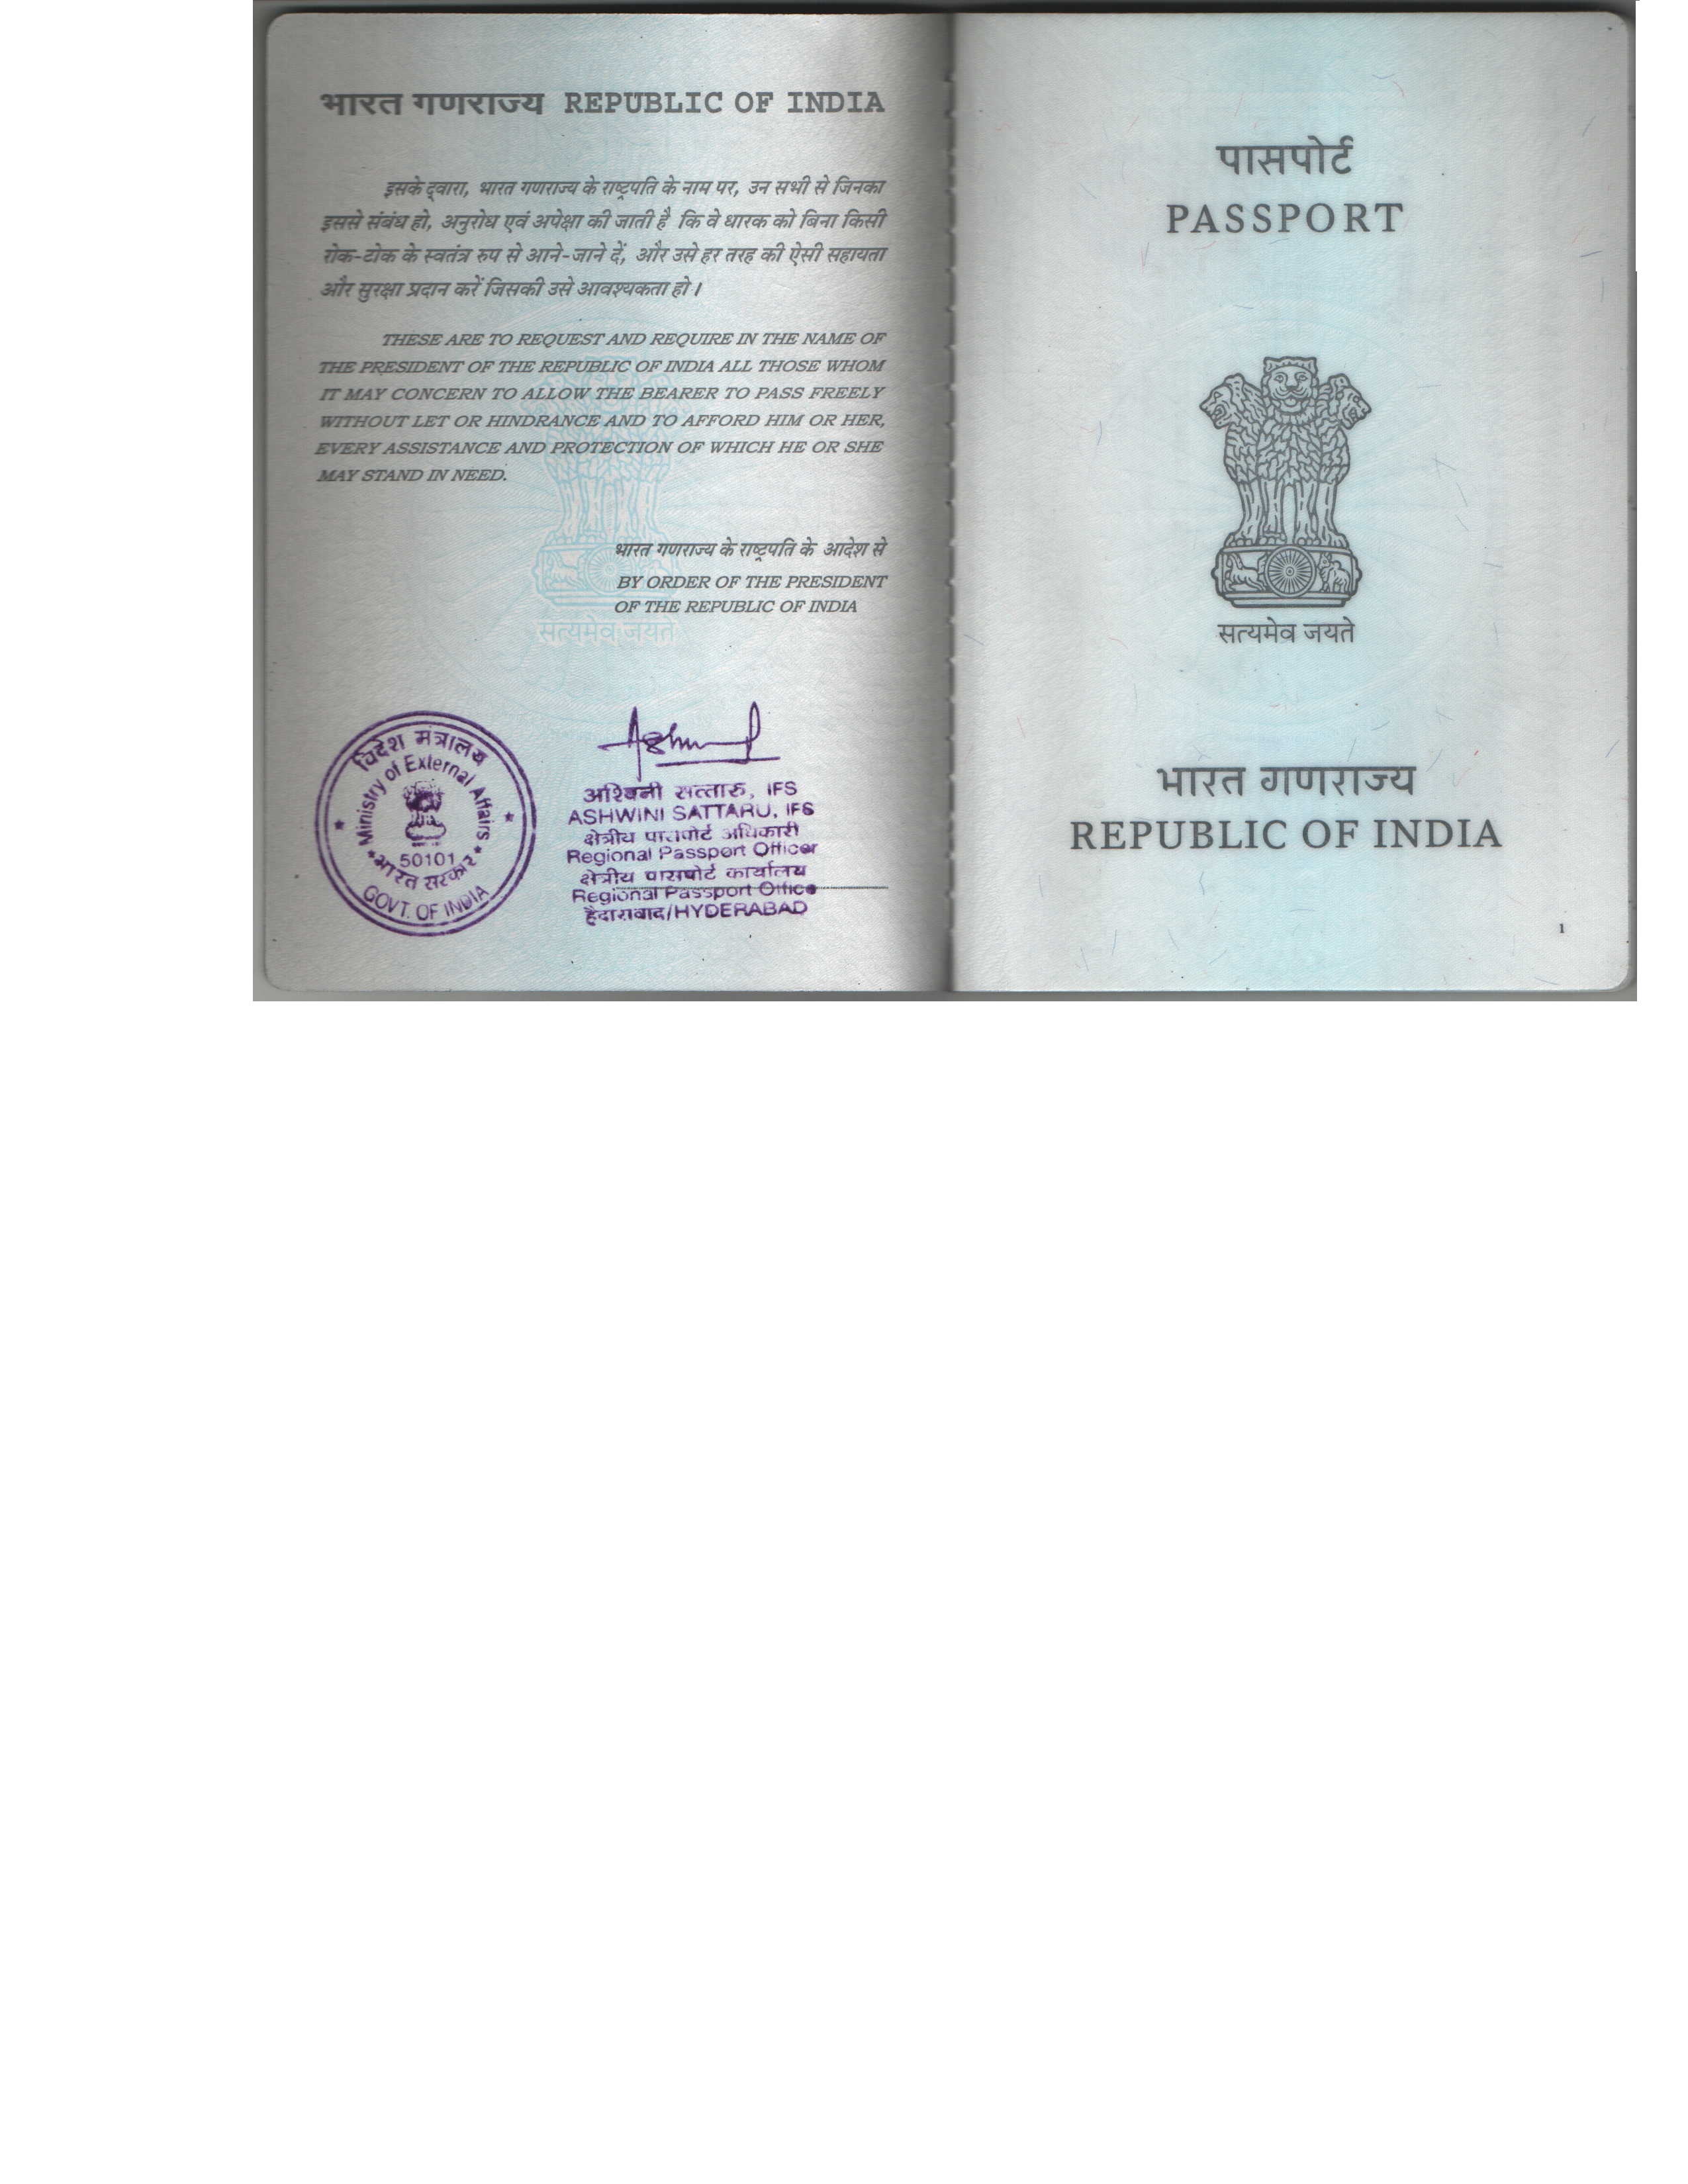 भारत गणराज्य REPUBLIC OF INDIA
इसके द्वारा, भारत गणराज्य के राष्ट्रपति के नाम पर, उन सभी से जिनका
इससे संबंध हो, अनुरोध एवं अपेक्षा की जाती है कि वे धारक को बिना किसी
रोक-टोक के स्वतंत्र रुप से आने-जाने दें, और उसे हर तरह की ऐसी सहायता
और सुरक्षा प्रदान करें जिसकी उसे आवश्यकता हो।
THESE ARE TO REQUEST AND REQUIRE IN THE NAME OF
THE PRESIDENT OF THE REPUBLIC OF INDIA ALL THOSE WHOM
IT MAY CONCERN TO ALLOW THE BEARER TO PASS FREELY
WITHOUT LET OR HINDRANCE AND TO AFFORD HIM OR HER,
EVERY ASSISTANCE AND PROTECTION OF WHICH HE OR SHE
MAY STAND IN NEED.
भारत गणराज्य के राष्ट्रपति के आदेश से
BY ORDER OF THE PRESIDENT
OF THE REPUBLIC OF INDIA
सत्यमेव जयते
विदेश मंत्रालय
Ministry of External Affairs
50101
भारत सरकार
GOVT. OF INDIA
अश्विनी सत्तारु, IFS
ASHWINI SATTARU, IFS
क्षेत्रीय पासपोर्ट अधिकारी
Regional Passport Officer
क्षेत्रीय पासपोर्ट कार्यालय
Regional Passport Office
हैदराबाद/HYDERABAD
पासपोर्ट
PASSPORT
सत्यमेव जयते
भारत गणराज्य
REPUBLIC OF INDIA
1